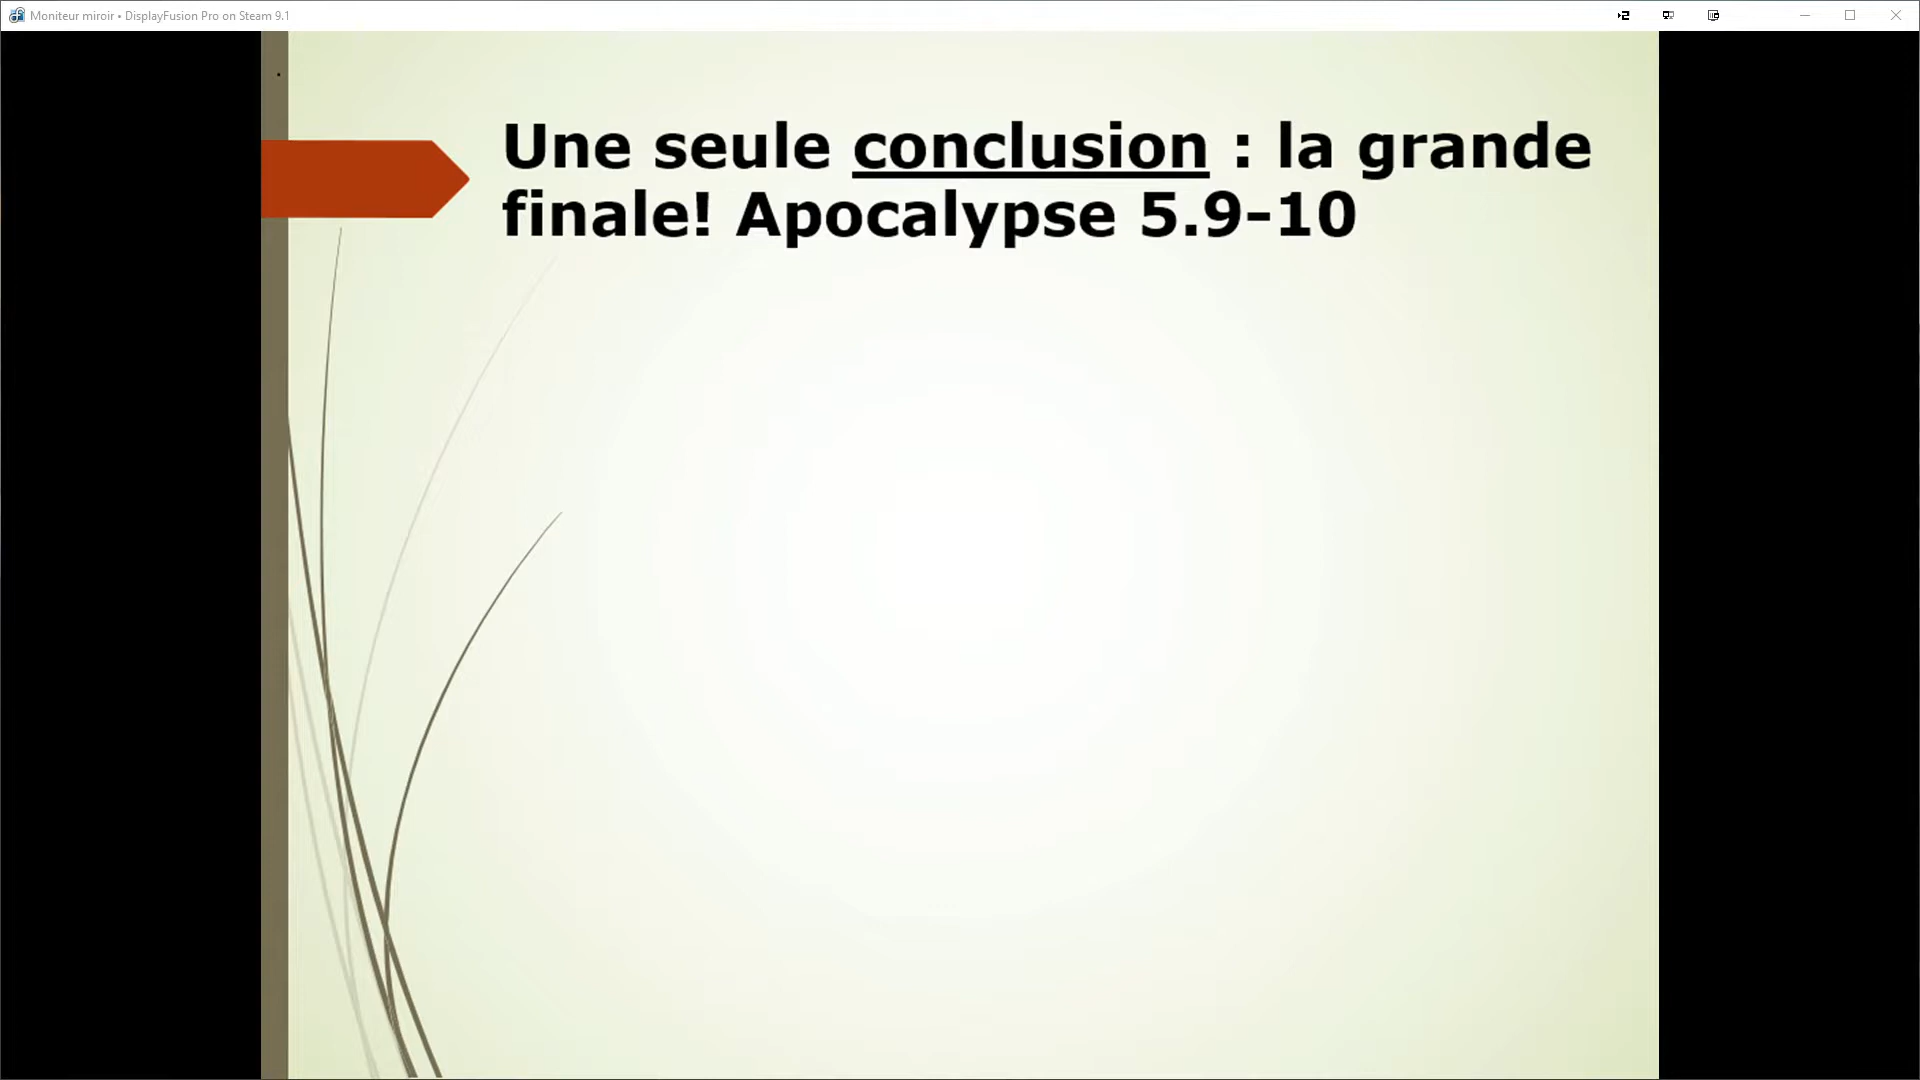 Moniteur miroir • DisplayFusion Pro on Steam 9.1
Une seule conclusion : la grande
finale! Apocalypse 5.9-10